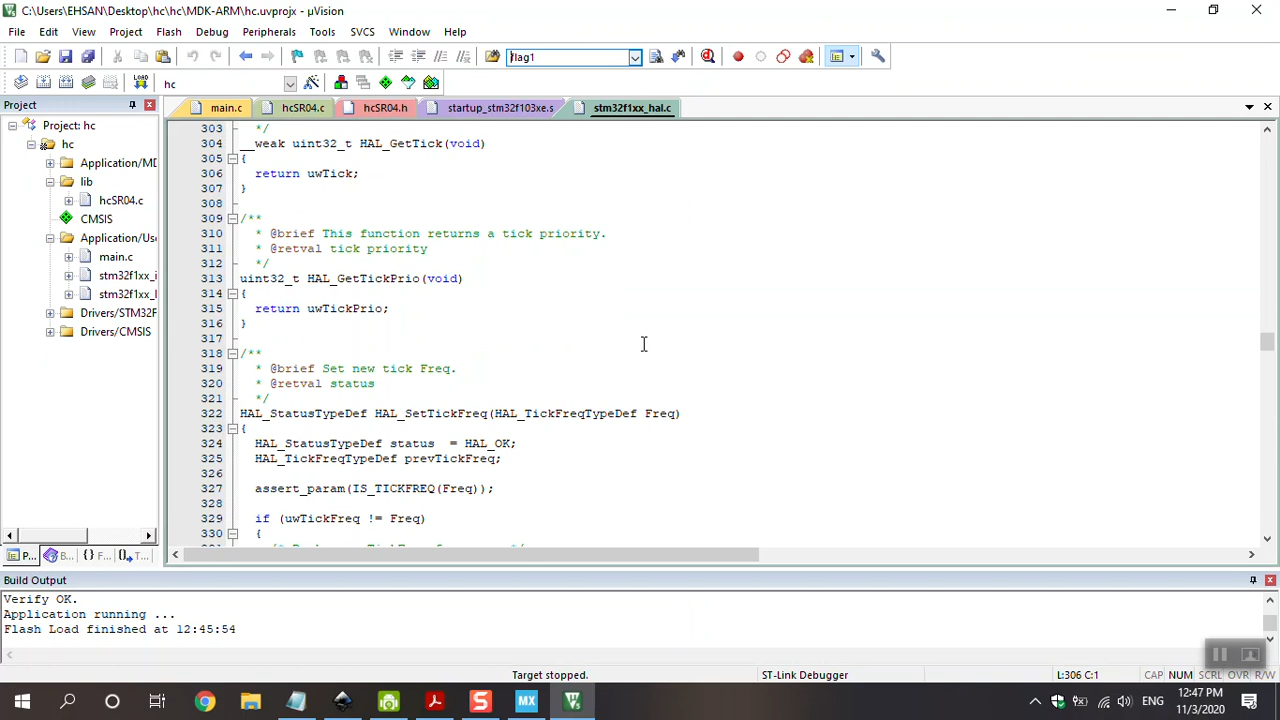 C:\Users\EHSAN\Desktop\hc\hc\MDK-ARM\hc.uvprojx - µVision
File Edit View Project Flash Debug Peripherals Tools SVCS Window Help
flag1
LOAD hc
Project
main.c hcSR04.c hcSR04.h startup_stm32f103xe.s stm32f1xx_hal.c
Project: hc
hc
Application/MD
lib
hcSR04.c
CMSIS
Application/Use
main.c
stm32f1xx_i
stm32f1xx_l
Drivers/STM32F
Drivers/CMSIS
P... B... {} F... T...
303 */
304 __weak uint32_t HAL_GetTick(void)
305 {
306 return uwTick;
307 }
308
309 /**
310 * @brief This function returns a tick priority.
311 * @retval tick priority
312 */
313 uint32_t HAL_GetTickPrio(void)
314 {
315 return uwTickPrio;
316 }
317
318 /**
319 * @brief Set new tick Freq.
320 * @retval status
321 */
322 HAL_StatusTypeDef HAL_SetTickFreq(HAL_TickFreqTypeDef Freq)
323 {
324 HAL_StatusTypeDef status = HAL_OK;
325 HAL_TickFreqTypeDef prevTickFreq;
326
327 assert_param(IS_TICKFREQ(Freq));
328
329 if (uwTickFreq != Freq)
330 {
Build Output
Verify OK.
Application running ...
Flash Load finished at 12:45:54
Target stopped. ST-Link Debugger L:306 C:1 CAP NUM SCRL OVR R/W
MX
ENG
12:47 PM
11/3/2020